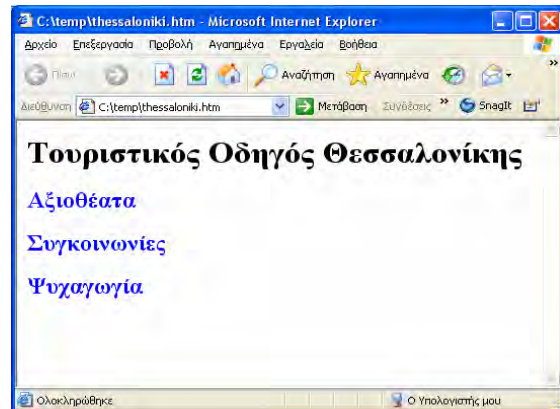 C:\temp\thessaloniki.htm - Microsoft Internet Explorer
Αρχείο Επεξεργασία Προβολή Αγαπημένα Εργαλεία Βοήθεια
Πίσω Αναζήτηση Αγαπημένα
Διεύθυνση C:\temp\thessaloniki.htm Μετάβαση Συνδέσεις » SnagIt
Τουριστικός Οδηγός Θεσσαλονίκης
Αξιοθέατα
Συγκοινωνίες
Ψυχαγωγία
Ολοκληρώθηκε Ο Υπολογιστής μου